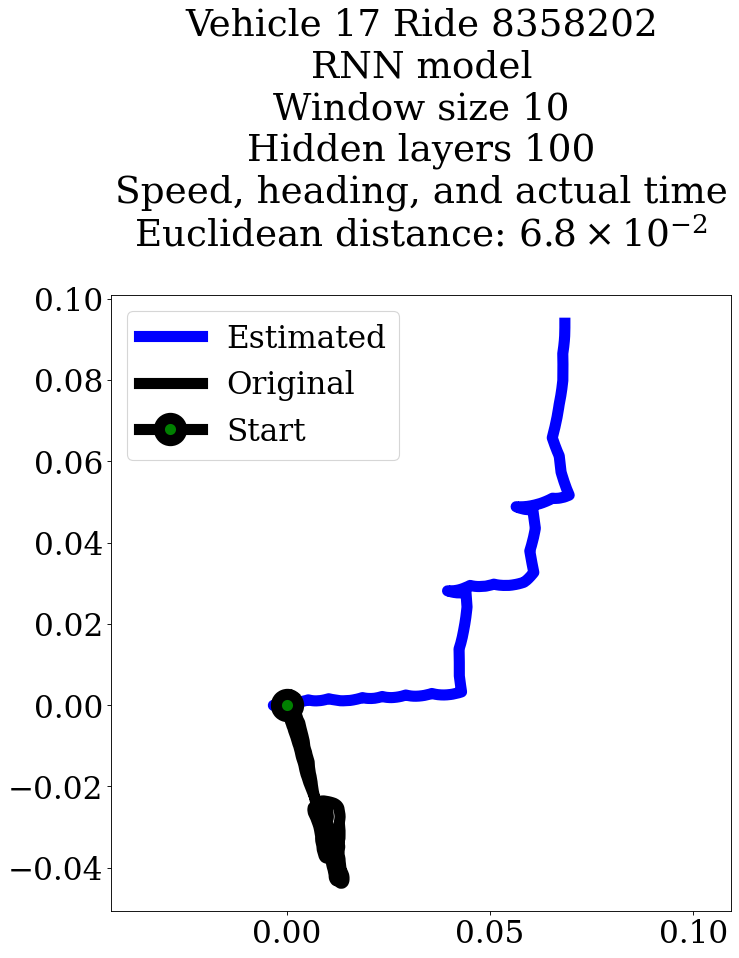 Vehicle 17 Ride 8358202
RNN model
Window size 10
Hidden layers 100
Speed, heading, and actual time
Euclidean distance: 6.8 × 10⁻²
0.10
0.08
0.06
0.04
0.02
0.00
−0.02
−0.04
Estimated
Original
Start
0.00 0.05 0.10